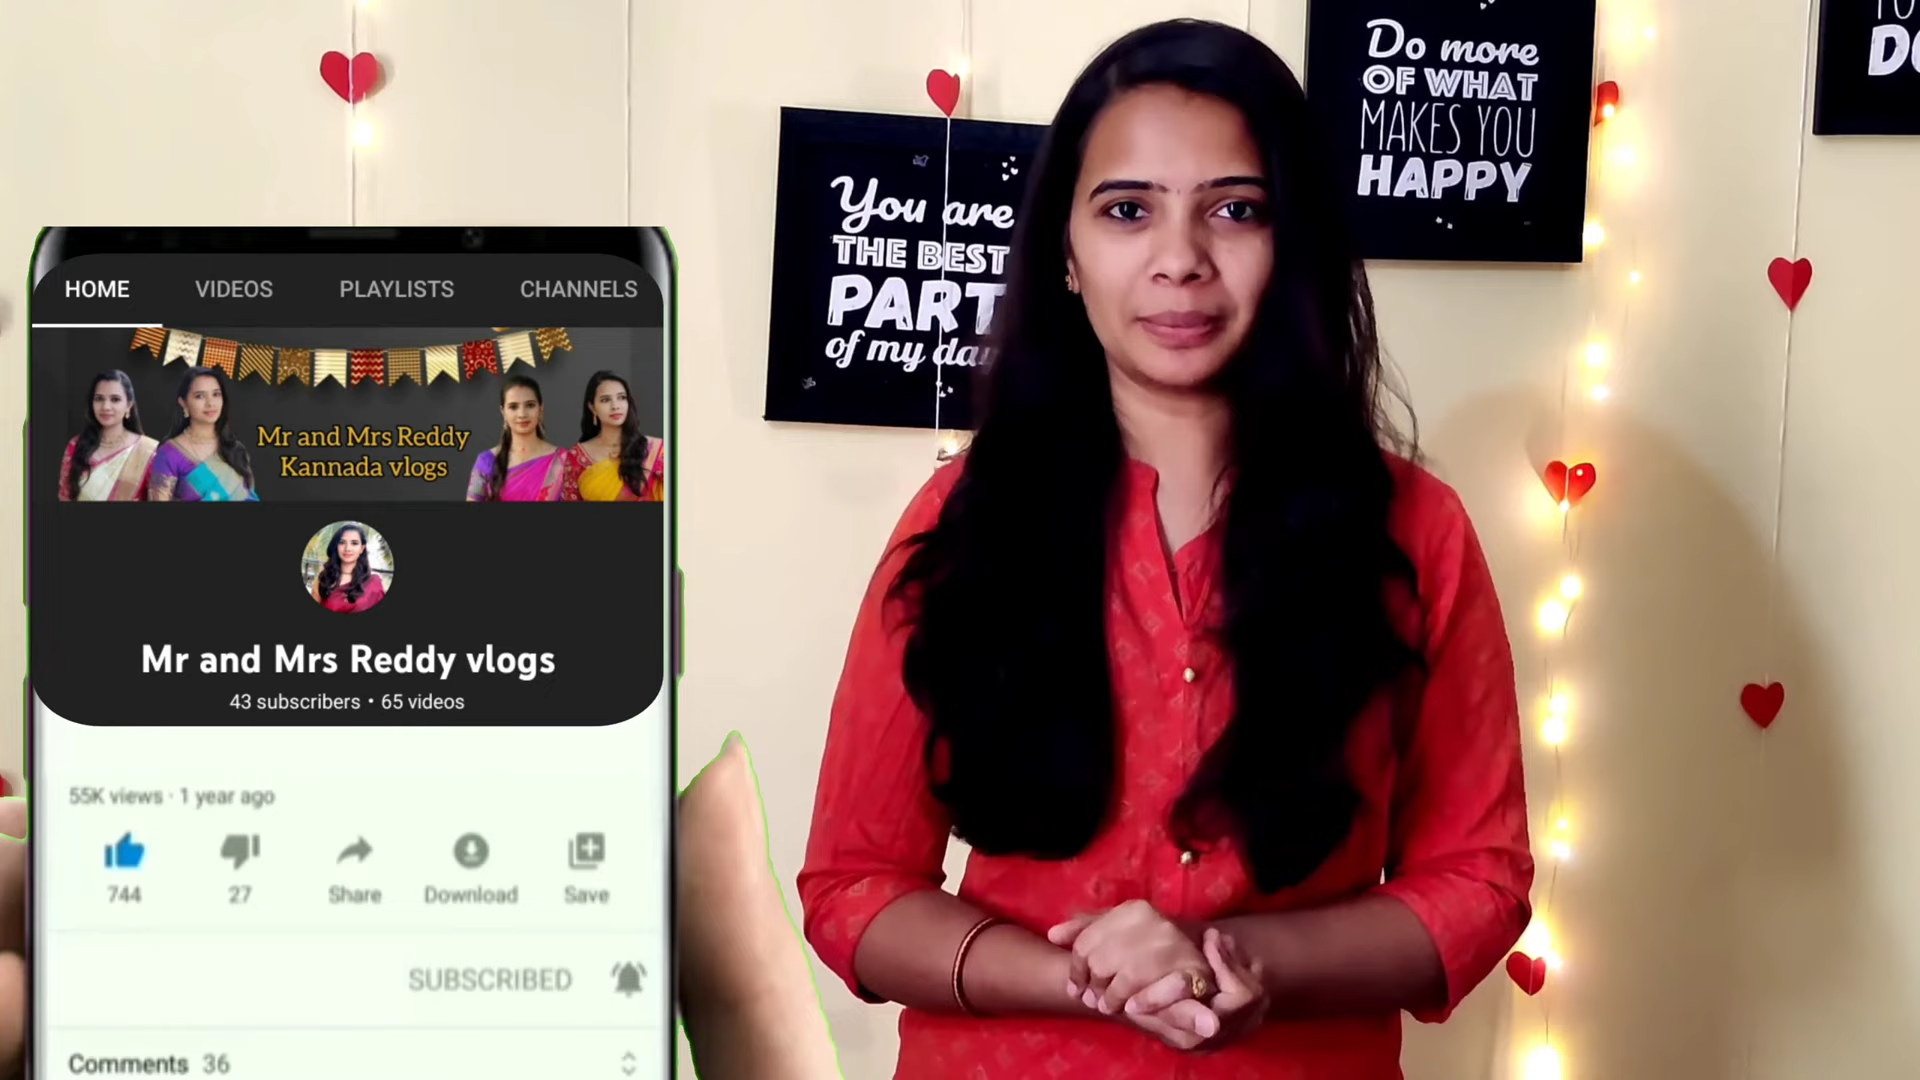 HOME VIDEOS PLAYLISTS CHANNELS
Mr and Mrs Reddy
Kannada vlogs
Mr and Mrs Reddy vlogs
43 subscribers • 65 videos
55K views · 1 year ago
744 27 Share Download Save
SUBSCRIBED
Comments 36
You are
THE BEST
PART
of my
Do more
OF WHAT
MAKES YOU
HAPPY